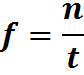 f = n/t